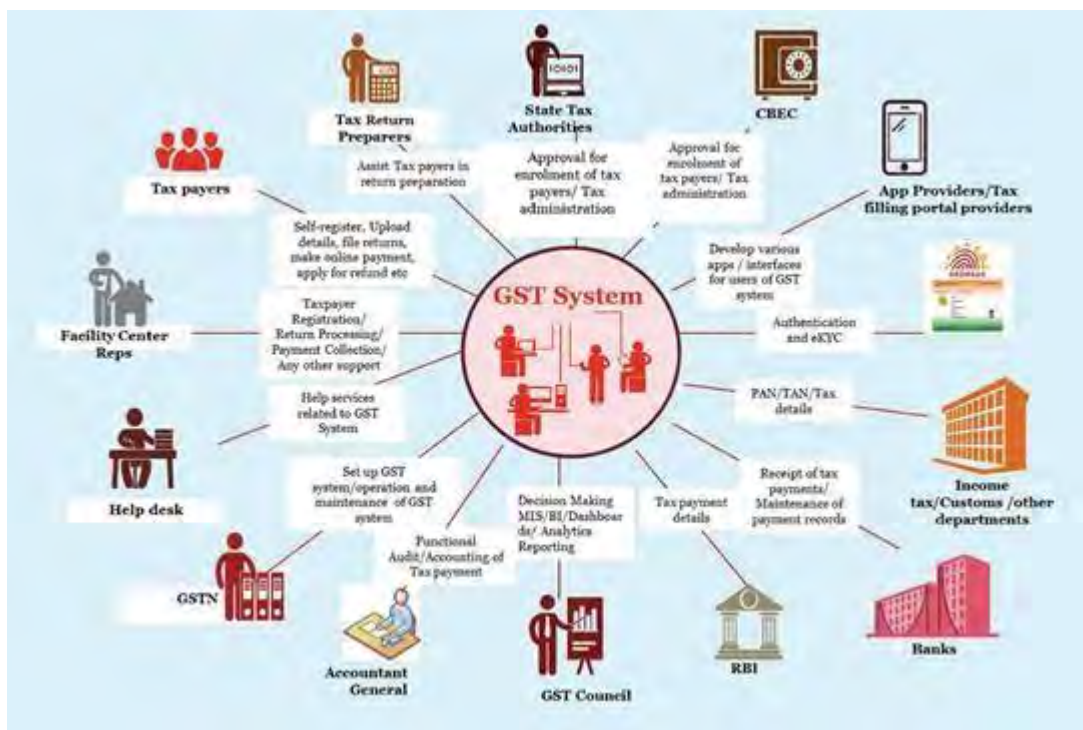 Tax Return
Preparers
Assist Tax payers in
return preparation
State Tax
Authorities
Approval for
enrolment of tax
payers/ Tax
administration
CBEC
Approval for
enrolment of
tax payers/ Tax
administration
App Providers/Tax
filling portal providers
Develop various
apps / interfaces
for users of GST
system
Tax payers
Self-register, Upload
details, file returns,
make online payment,
apply for refund etc
GST System
AADHAAR
Authentication
and eKYC
Facility Center
Reps
Taxpayer
Registration/
Return Processing/
Payment Collection/
Any other support
PAN/TAN/Tax
details
Income
tax/Customs /other
departments
Help services
related to GST
System
Help desk
Set up GST
system/operation and
maintenance of GST
system
GSTN
Functional
Audit/Accounting of
Tax payment
Accountant
General
Decision Making
MIS/BI/Dashboar
ds/ Analytics
Reporting
GST Council
Tax payment
details
RBI
Receipt of tax
payments/
Maintenance of
payment records
Banks